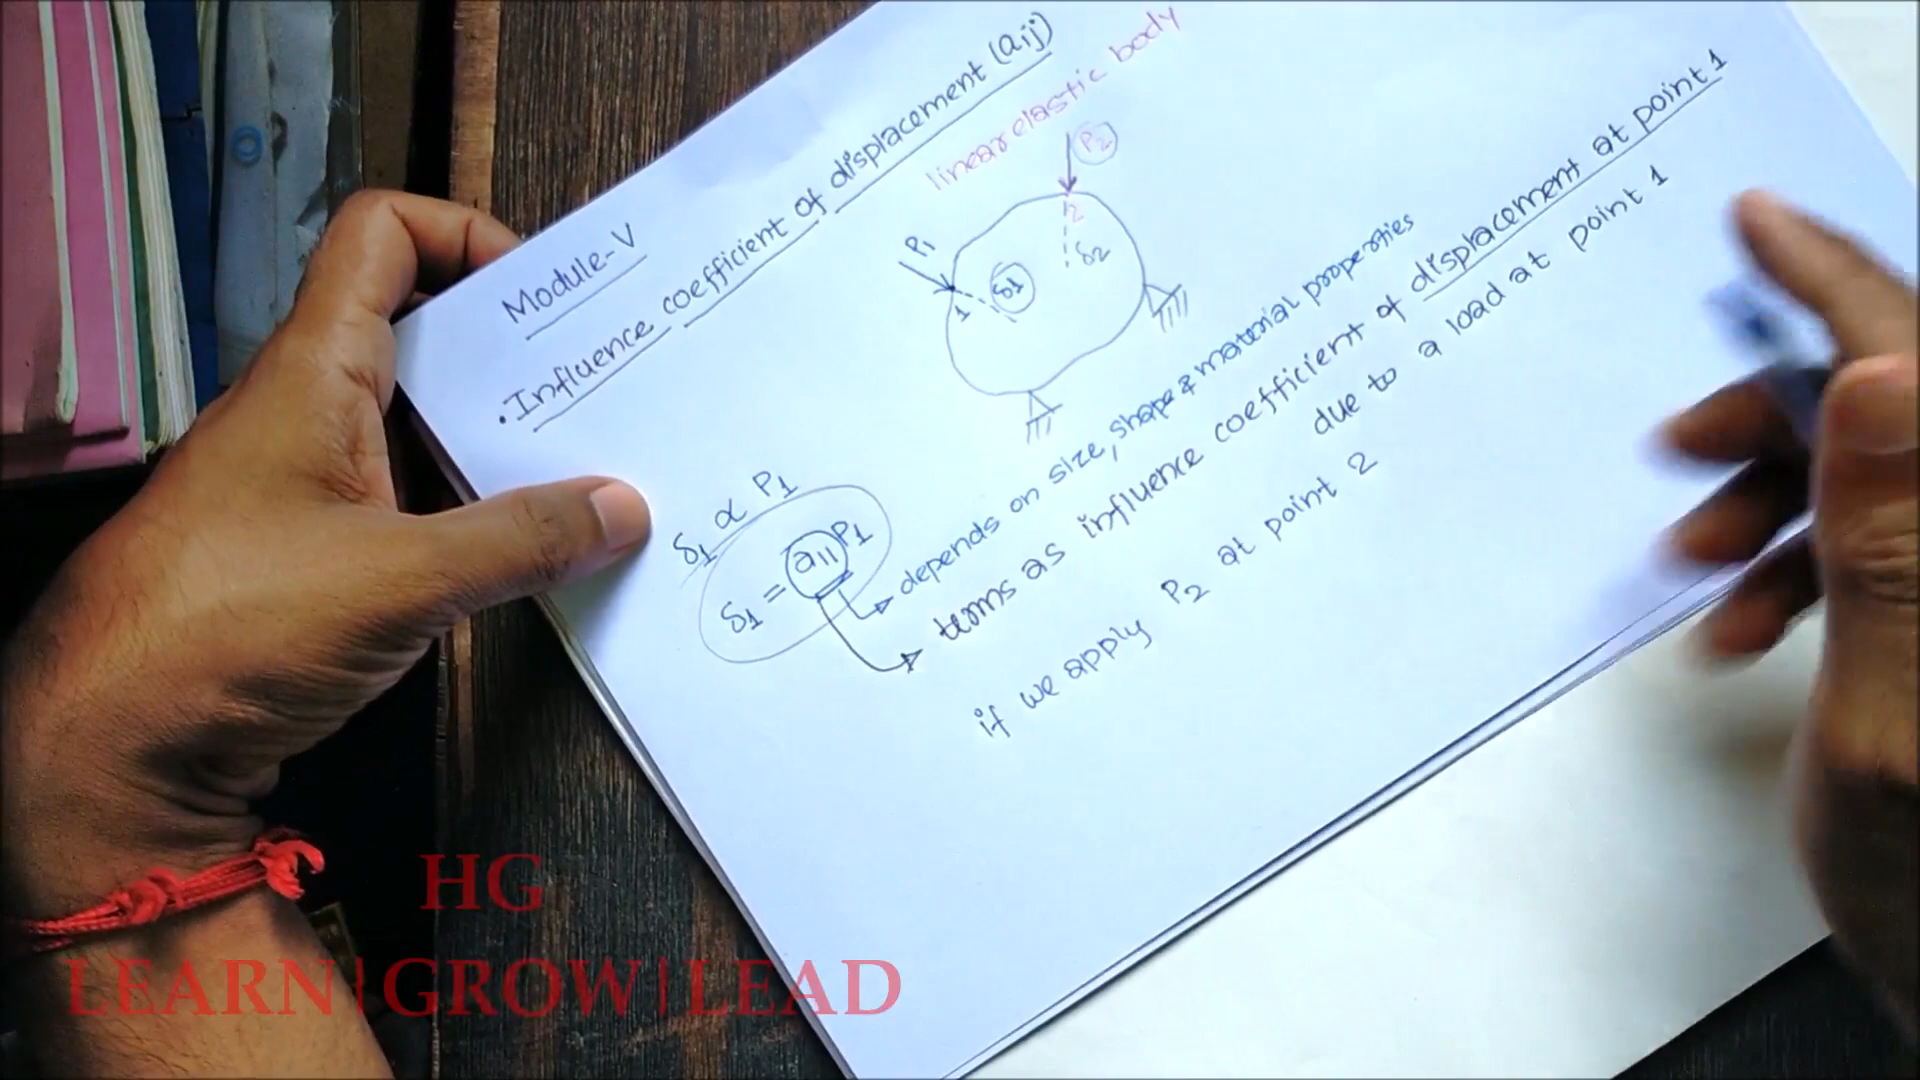 Module-V
• Influence coefficient of displacement (aij)
linear elastic body
P2
P1
2
δ2
δ1
1
δ1 ∝ P1
δ1 = a11 P1
depends on size, shape & material properties
terms as influence coefficient of displacement at point 1
due to a load at point 1
if we apply P2 at point 2
HG
LEARN|GROW|LEAD